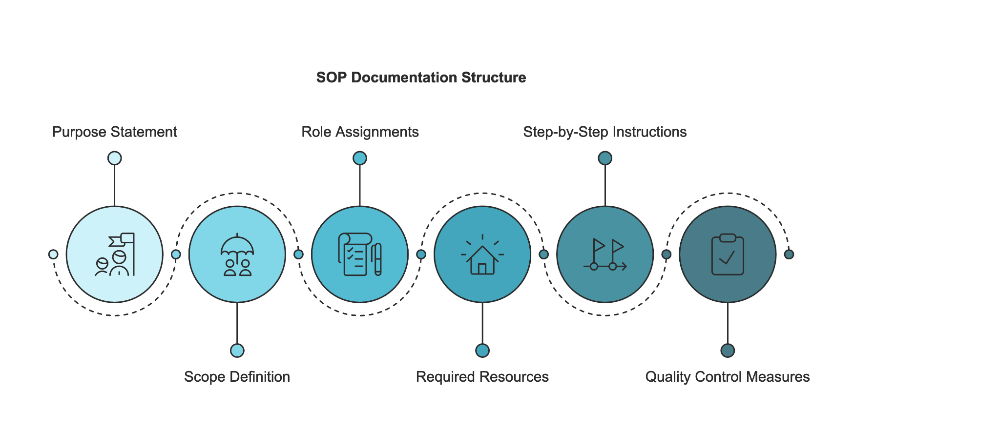 SOP Documentation Structure
Purpose Statement
Role Assignments
Step-by-Step Instructions
Scope Definition
Required Resources
Quality Control Measures